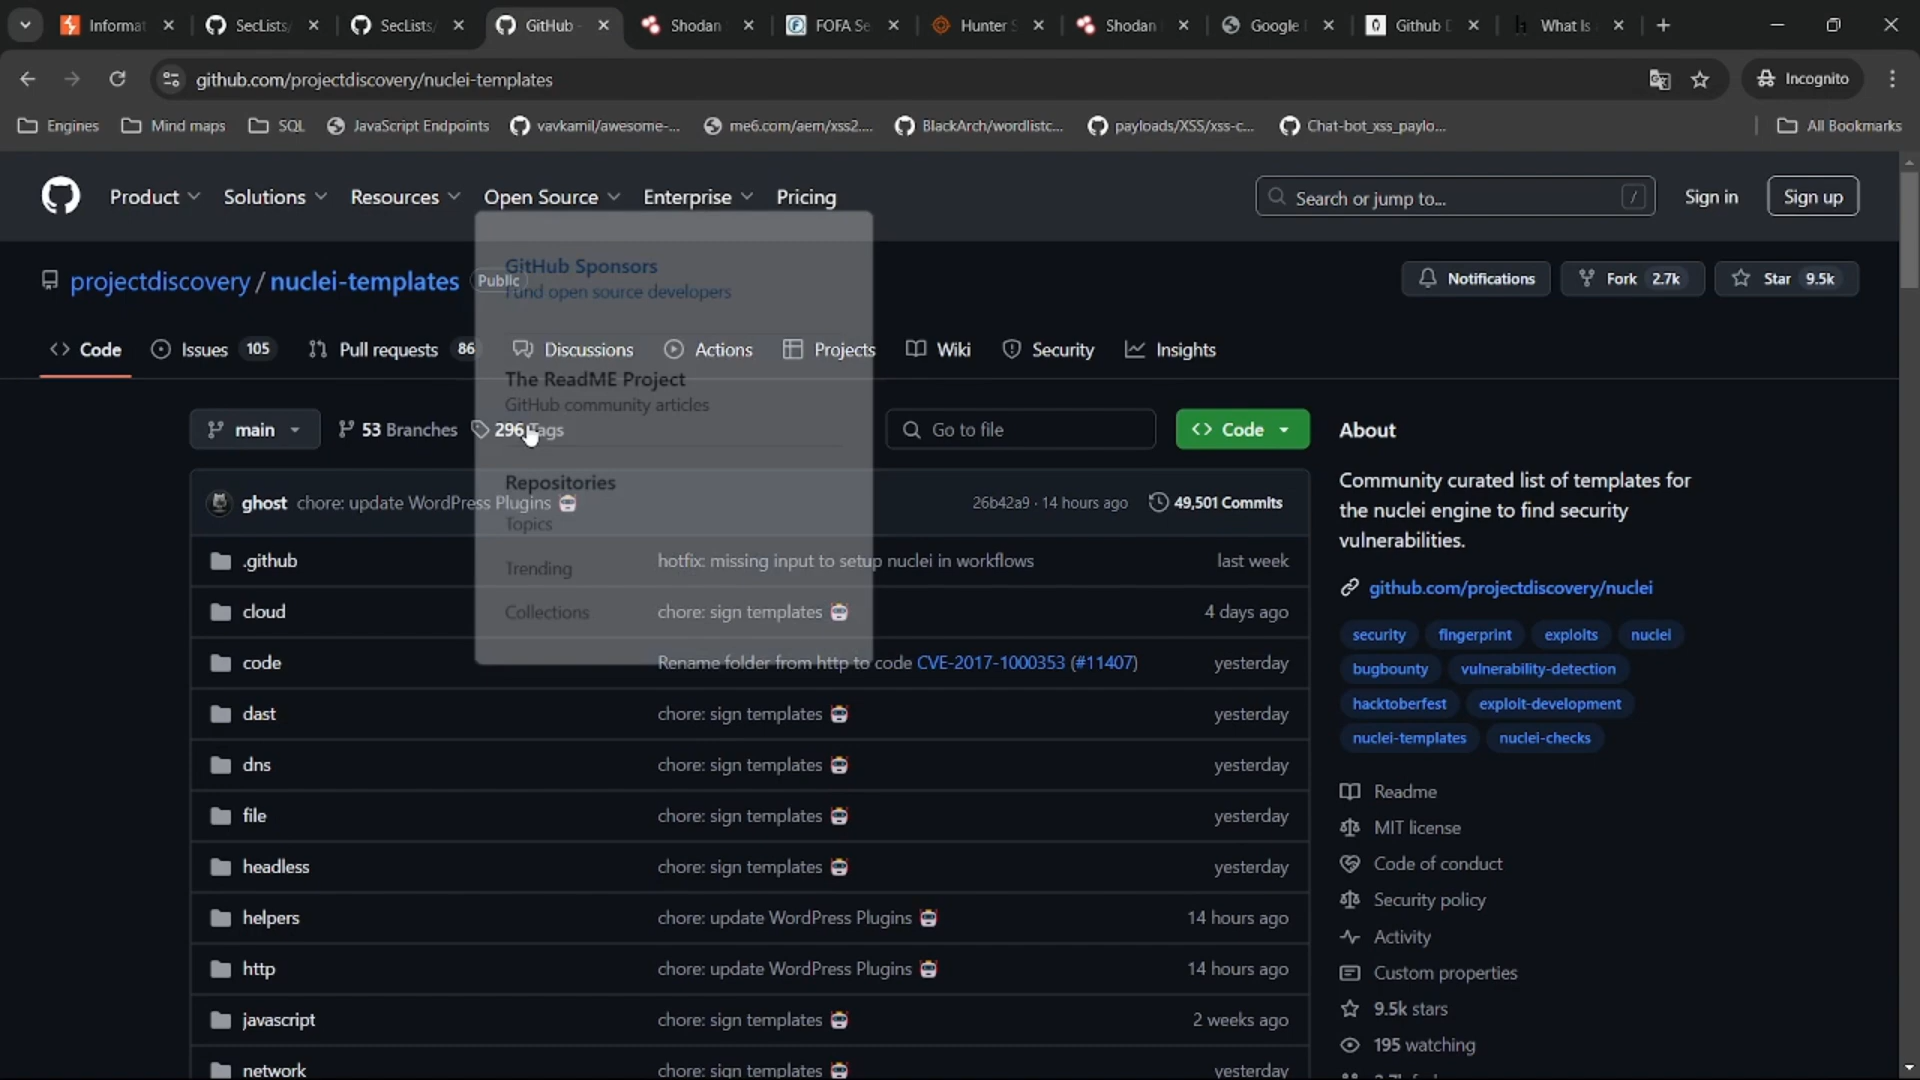 Informat
SecLists/
SecLists/
GitHub -
Shodan
FOFA Se
Hunter S
Shodan
Google
Github D
What Is
github.com/projectdiscovery/nuclei-templates
Incognito
Engines
Mind maps
SQL
JavaScript Endpoints
vavkamil/awesome-...
me6.com/aem/xss2....
BlackArch/wordlistc...
payloads/XSS/xss-c...
Chat-bot_xss_paylo...
All Bookmarks
Product
Solutions
Resources
Open Source
Enterprise
Pricing
Search or jump to...
/
Sign in
Sign up
projectdiscovery / nuclei-templates
Public
Notifications
Fork 2.7k
Star 9.5k
GitHub Sponsors
Fund open source developers
Code
Issues 105
Pull requests 86
Discussions
Actions
Projects
Wiki
Security
Insights
The ReadME Project
GitHub community articles
main
53 Branches
296 Tags
Go to file
Code
Repositories
Topics
Trending
Collections
ghost chore: update WordPress Plugins
26b42a9 · 14 hours ago
49,501 Commits
.github
hotfix: missing input to setup nuclei in workflows
last week
cloud
chore: sign templates
4 days ago
code
Rename folder from http to code CVE-2017-1000353 (#11407)
yesterday
dast
chore: sign templates
yesterday
dns
chore: sign templates
yesterday
file
chore: sign templates
yesterday
headless
chore: sign templates
yesterday
helpers
chore: update WordPress Plugins
14 hours ago
http
chore: update WordPress Plugins
14 hours ago
javascript
chore: sign templates
2 weeks ago
network
chore: sign templates
yesterday
About
Community curated list of templates for
the nuclei engine to find security
vulnerabilities.
github.com/projectdiscovery/nuclei
security
fingerprint
exploits
nuclei
bugbounty
vulnerability-detection
hacktoberfest
exploit-development
nuclei-templates
nuclei-checks
Readme
MIT license
Code of conduct
Security policy
Activity
Custom properties
9.5k stars
195 watching